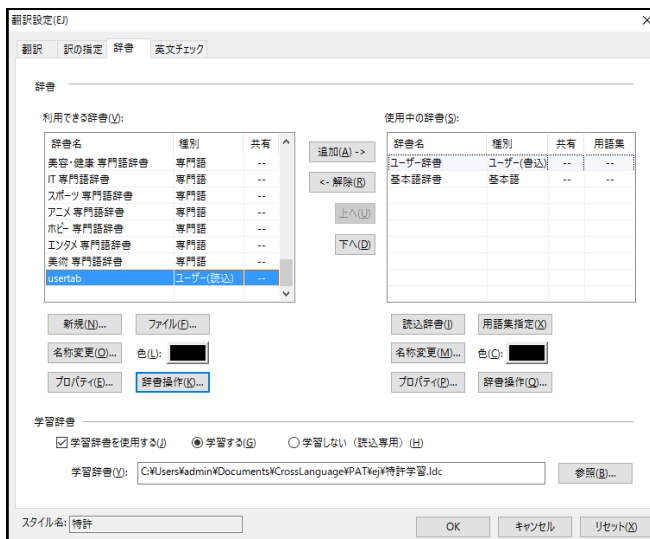 翻訳設定(EJ)
翻訳 訳の指定 辞書 英文チェック
辞書
利用できる辞書(V):
辞書名 種別 共有
美容・健康 専門語辞書 専門語 --
IT 専門語辞書 専門語 --
スポーツ 専門語辞書 専門語 --
アニメ 専門語辞書 専門語 --
ホビー 専門語辞書 専門語 --
エンタメ 専門語辞書 専門語 --
美術 専門語辞書 専門語 --
usertab ユーザー(読込) --
追加(A) ->
<- 解除(R)
上へ(U)
下へ(D)
使用中の辞書(S):
辞書名 種別 共有 用語集
ユーザー辞書 ユーザー(書込) -- --
基本語辞書 基本語 -- --
新規(N)... ファイル(F)...
名称変更(O)... 色(L):
プロパティ(E)... 辞書操作(K)...
読込辞書(I) 用語集指定(X)
名称変更(M)... 色(C):
プロパティ(P)... 辞書操作(Q)...
学習辞書
学習辞書を使用する(J) 学習する(G) 学習しない（読込専用）(H)
学習辞書(Y): C:¥Users¥admin¥Documents¥CrossLanguage¥PAT¥ej¥特許学習.ldc 参照(B)...
スタイル名: 特許 OK キャンセル リセット(X)